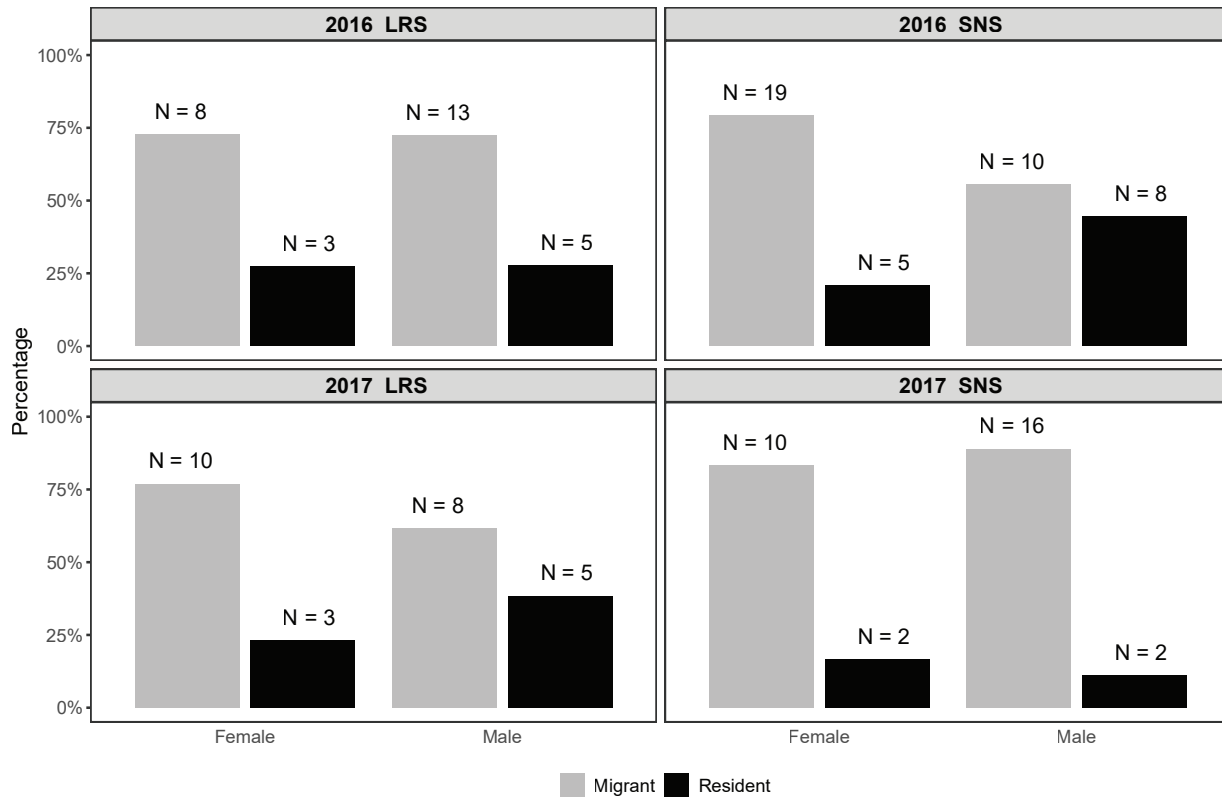 2016 LRS
2016 SNS
Percentage
100%
75%
50%
25%
0%
N = 8
N = 3
N = 13
N = 5
N = 19
N = 5
N = 10
N = 8
2017 LRS
2017 SNS
100%
75%
50%
25%
0%
N = 10
N = 3
N = 8
N = 5
N = 10
N = 2
N = 16
N = 2
Female
Male
Female
Male
Migrant
Resident